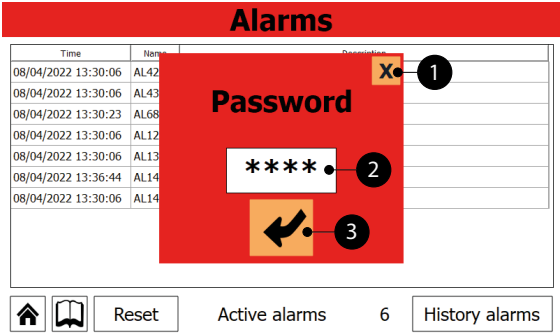 Alarms
Time Name Description
08/04/2022 13:30:06 AL42
08/04/2022 13:30:06 AL43
08/04/2022 13:30:23 AL68
08/04/2022 13:30:06 AL12
08/04/2022 13:30:06 AL13
08/04/2022 13:36:44 AL14
08/04/2022 13:30:06 AL14
X 1
Password
**** 2
3
Reset Active alarms 6 History alarms